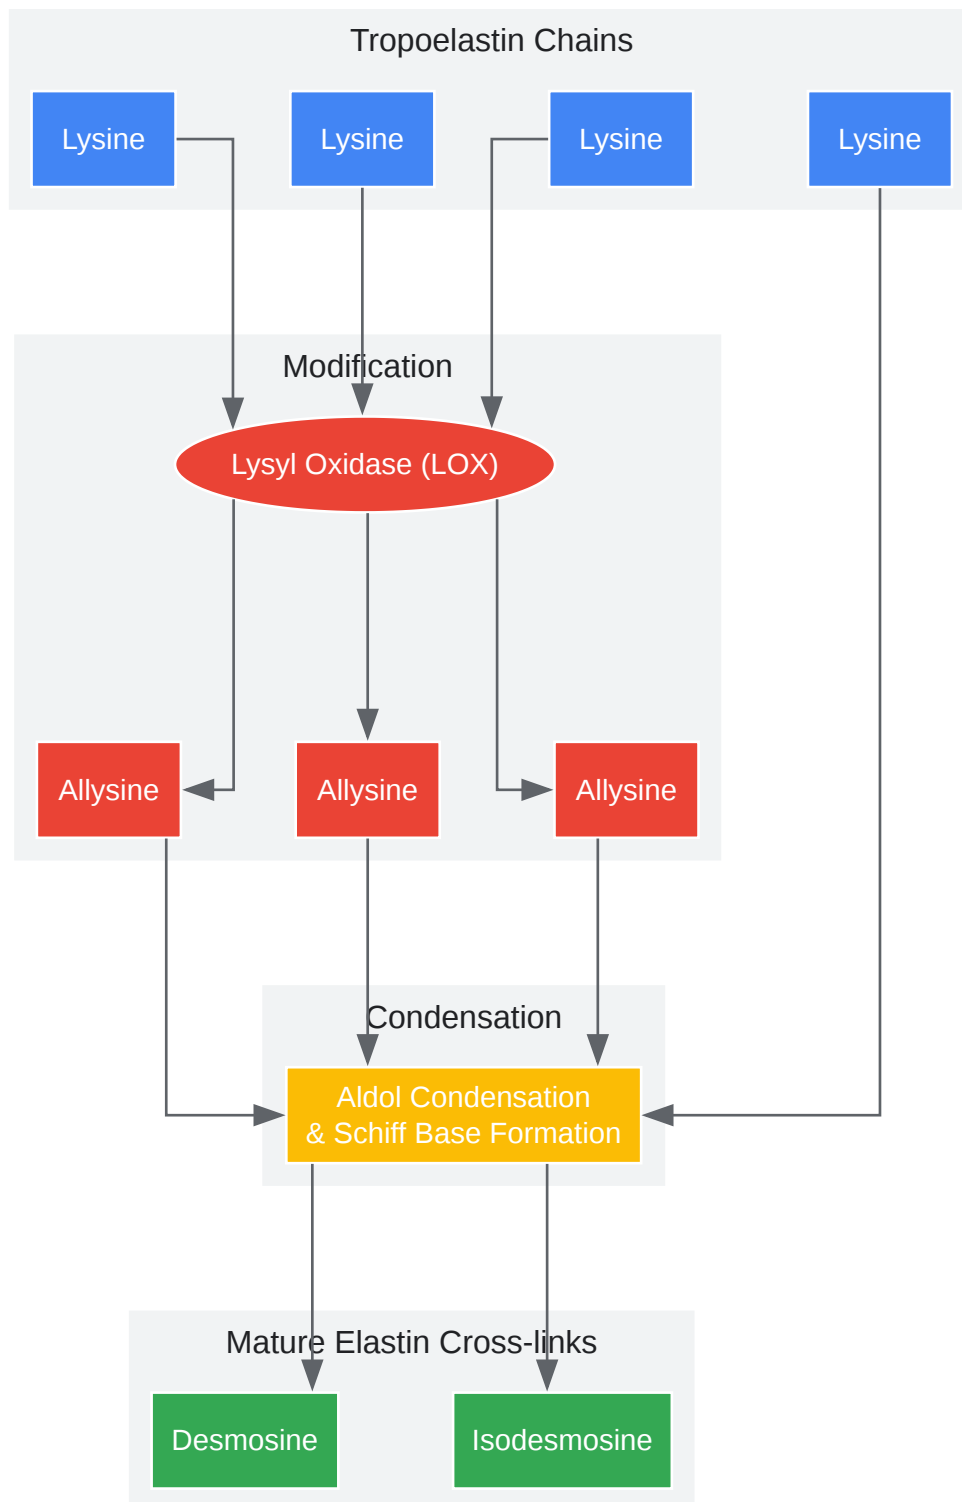 Tropoelastin Chains
Lysine
Lysine
Lysine
Lysine
Modification
Lysyl Oxidase (LOX)
Allysine
Allysine
Allysine
Condensation
Aldol Condensation
& Schiff Base Formation
Mature Elastin Cross-links
Desmosine
Isodesmosine